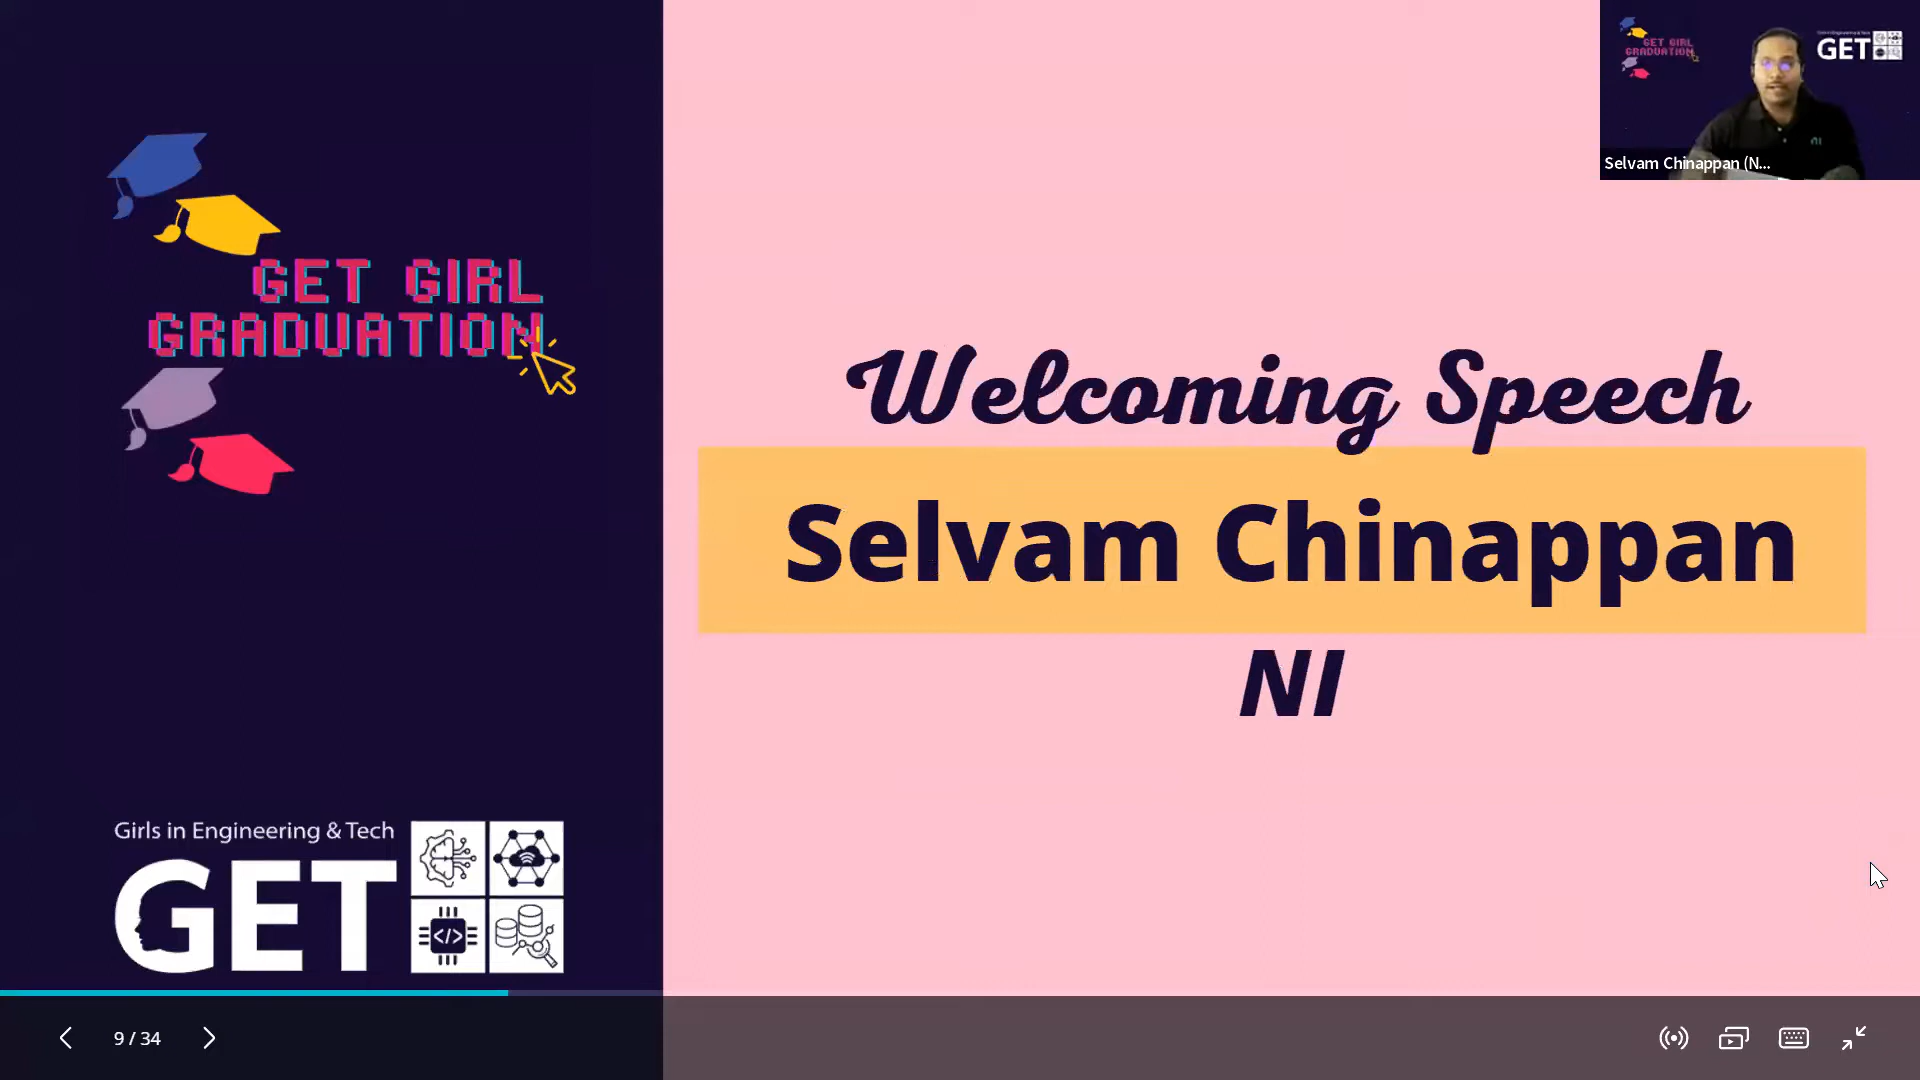 GET GIRL
GRADUATION
Girls in Engineering & Tech
GET
</>
Welcoming Speech
Selvam Chinappan
NI
GET GIRL
GRADUATION
GET
Selvam Chinappan (N...
9 / 34